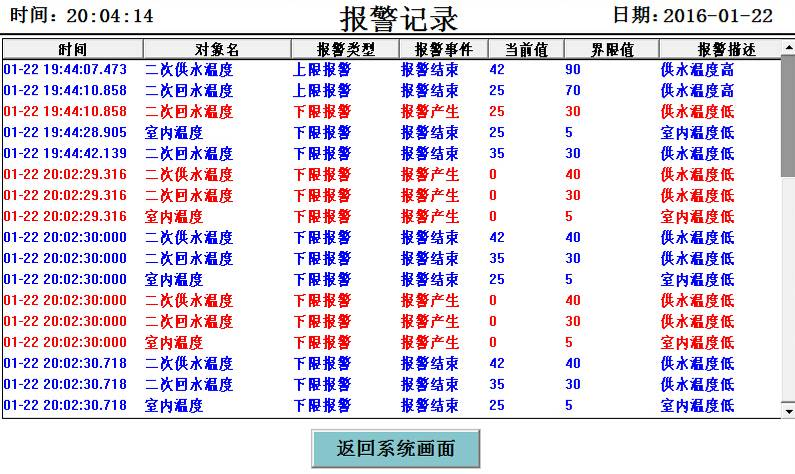 时间：20:04:14 报警记录 日期：2016-01-22
时间 对象名 报警类型 报警事件 当前值 界限值 报警描述
01-22 19:44:07.473 二次供水温度 上限报警 报警结束 42 90 供水温度高
01-22 19:44:10.858 二次回水温度 上限报警 报警结束 25 70 供水温度高
01-22 19:44:10.858 二次回水温度 下限报警 报警产生 25 30 供水温度低
01-22 19:44:28.905 室内温度 下限报警 报警结束 25 5 室内温度低
01-22 19:44:42.139 二次回水温度 下限报警 报警结束 35 30 供水温度低
01-22 20:02:29.316 二次供水温度 下限报警 报警产生 0 40 供水温度低
01-22 20:02:29.316 二次回水温度 下限报警 报警产生 0 30 供水温度低
01-22 20:02:29.316 室内温度 下限报警 报警产生 0 5 室内温度低
01-22 20:02:30:000 二次供水温度 下限报警 报警结束 42 40 供水温度低
01-22 20:02:30:000 二次回水温度 下限报警 报警结束 35 30 供水温度低
01-22 20:02:30:000 室内温度 下限报警 报警结束 25 5 室内温度低
01-22 20:02:30:000 二次供水温度 下限报警 报警产生 0 40 供水温度低
01-22 20:02:30:000 二次回水温度 下限报警 报警产生 0 30 供水温度低
01-22 20:02:30:000 室内温度 下限报警 报警产生 0 5 室内温度低
01-22 20:02:30.718 二次供水温度 下限报警 报警结束 42 40 供水温度低
01-22 20:02:30.718 二次回水温度 下限报警 报警结束 35 30 供水温度低
01-22 20:02:30.718 室内温度 下限报警 报警结束 25 5 室内温度低
返回系统画面